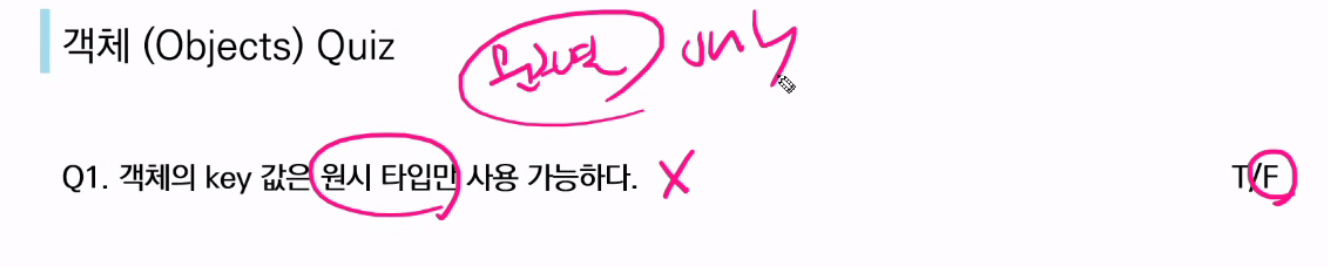 객체 (Objects) Quiz
only
Q1. 객체의 key 값은 원시 타입만 사용 가능하다. X
T/F